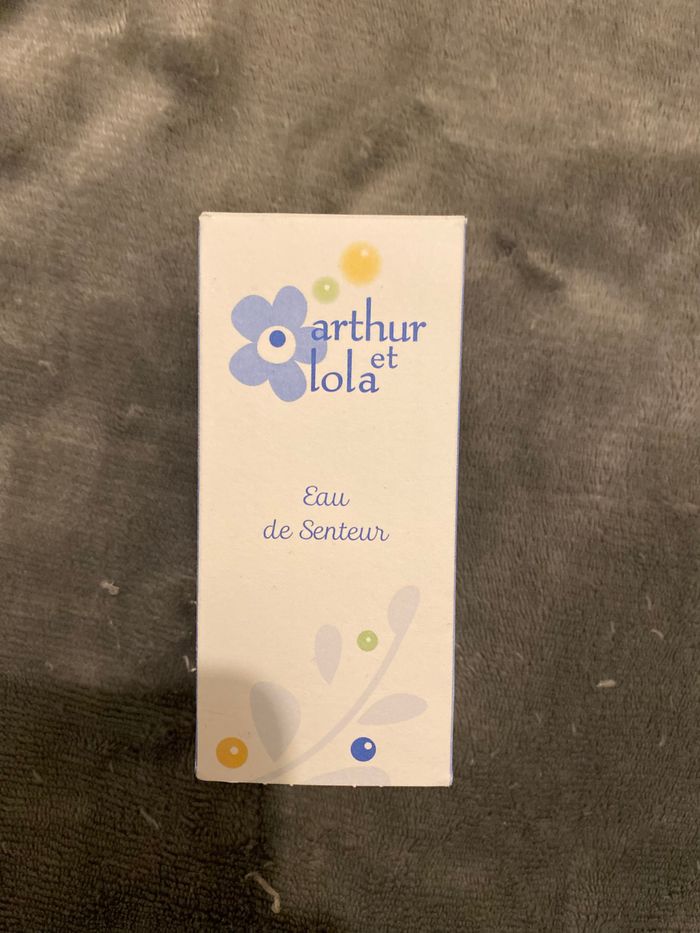 arthur
et
lola
Eau
de Senteur